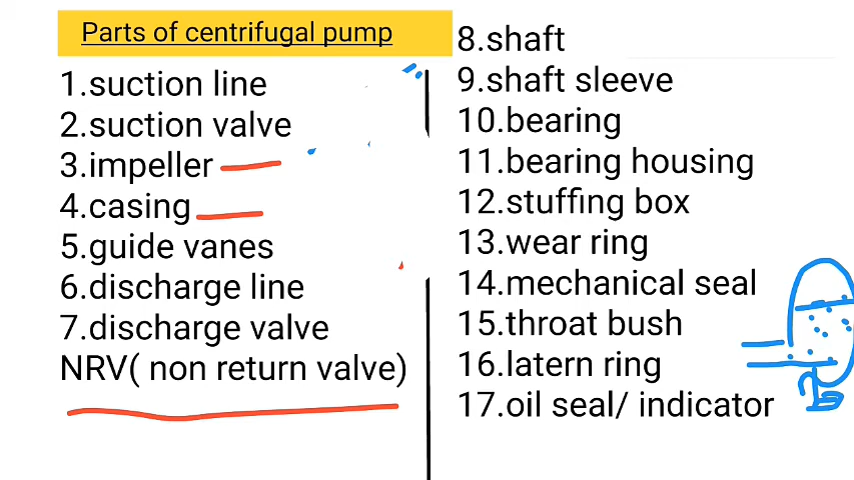 Parts of centrifugal pump
1.suction line
2.suction valve
3.impeller
4.casing
5.guide vanes
6.discharge line
7.discharge valve
NRV( non return valve)
8.shaft
9.shaft sleeve
10.bearing
11.bearing housing
12.stuffing box
13.wear ring
14.mechanical seal
15.throat bush
16.latern ring
17.oil seal/ indicator